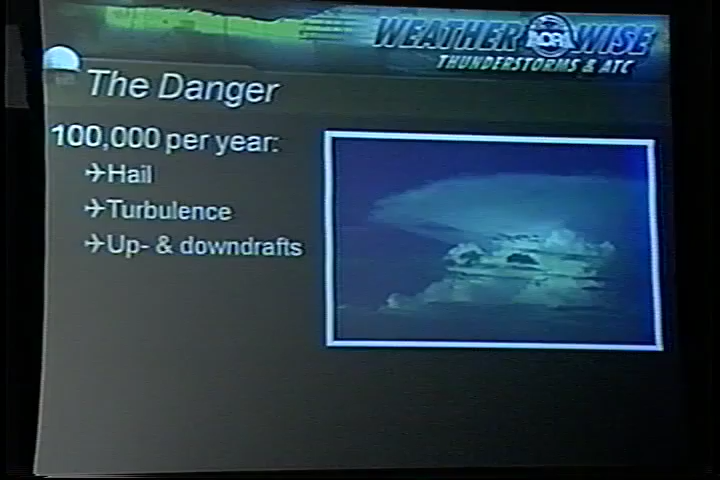 WEATHER WISE
THUNDERSTORMS & ATC
The Danger
100,000 per year:
Hail
Turbulence
Up- & downdrafts